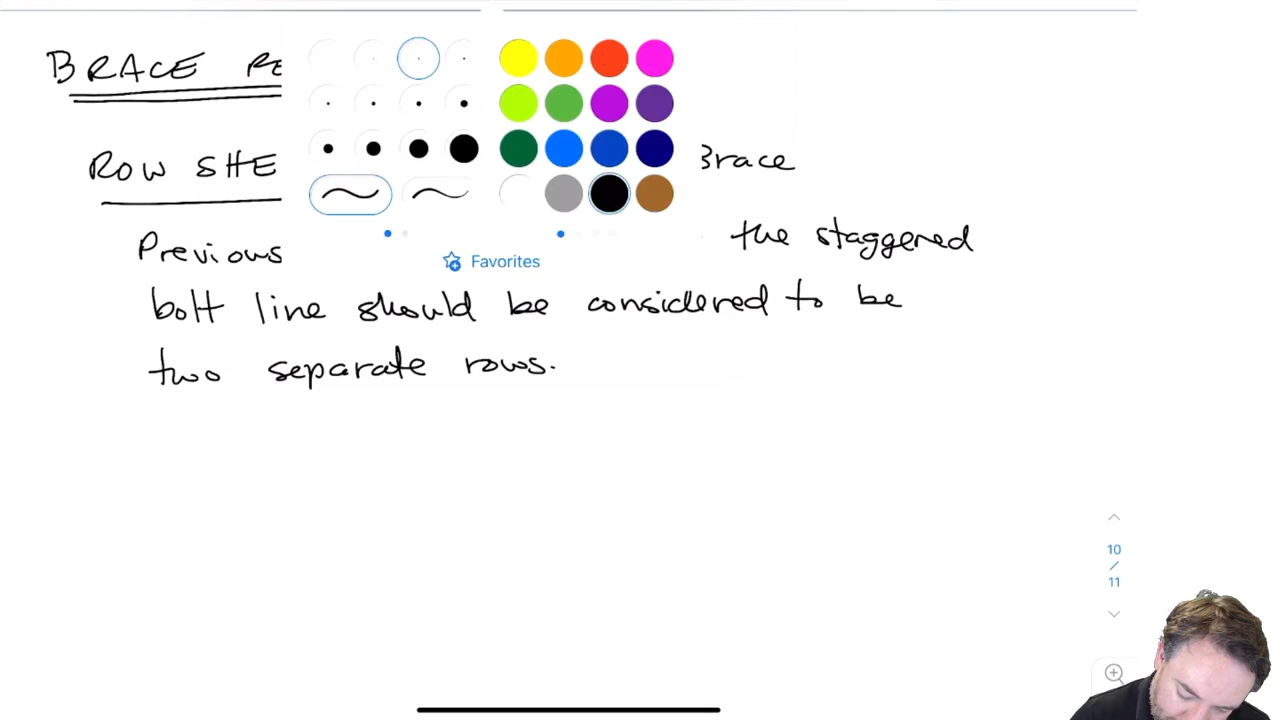 BRACE
ROW SHE Brace
Previous the staggered
Favorites
bolt line should be considered to be
two separate rows.
10
/
11